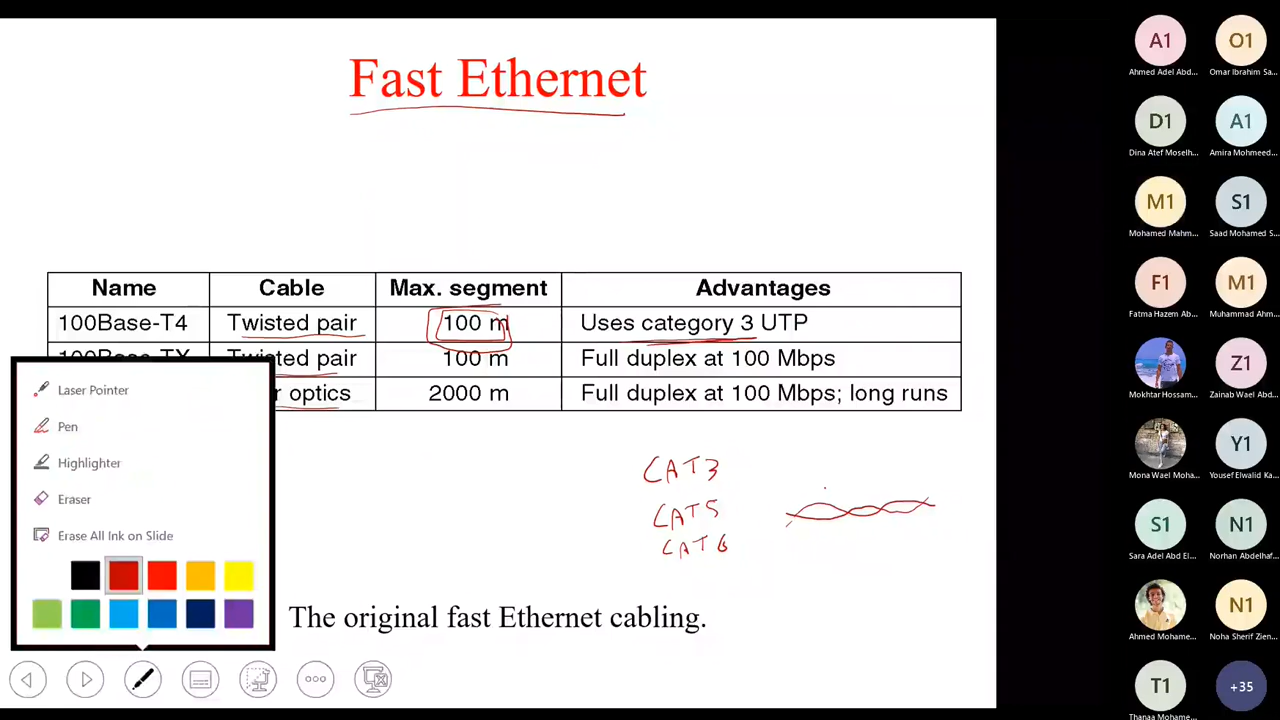 Fast Ethernet
Name Cable Max. segment Advantages
100Base-T4 Twisted pair 100 m Uses category 3 UTP
100Base-TX Twisted pair 100 m Full duplex at 100 Mbps
optics 2000 m Full duplex at 100 Mbps; long runs
CAT3
CAT5
CAT6
The original fast Ethernet cabling.
Laser Pointer
Pen
Highlighter
Eraser
Erase All Ink on Slide
A1 O1
Ahmed Adel Abd... Omar Ibrahim Sa...
D1 A1
Dina Atef Moselh... Amira Mohmeed...
M1 S1
Mohamed Mahm... Saad Mohamed S...
F1 M1
Fatma Hazem Ab... Muhammad Ahm...
Z1
Mokhtar Hossam... Zainab Wael Abd...
Y1
Mona Wael Moha... Yousef Elwalid Ka...
S1 N1
Sara Adel Abd El... Norhan Abdelhaf...
N1
Ahmed Mohame... Noha Sherif Zien...
T1 +35
Thanaa Mohame...